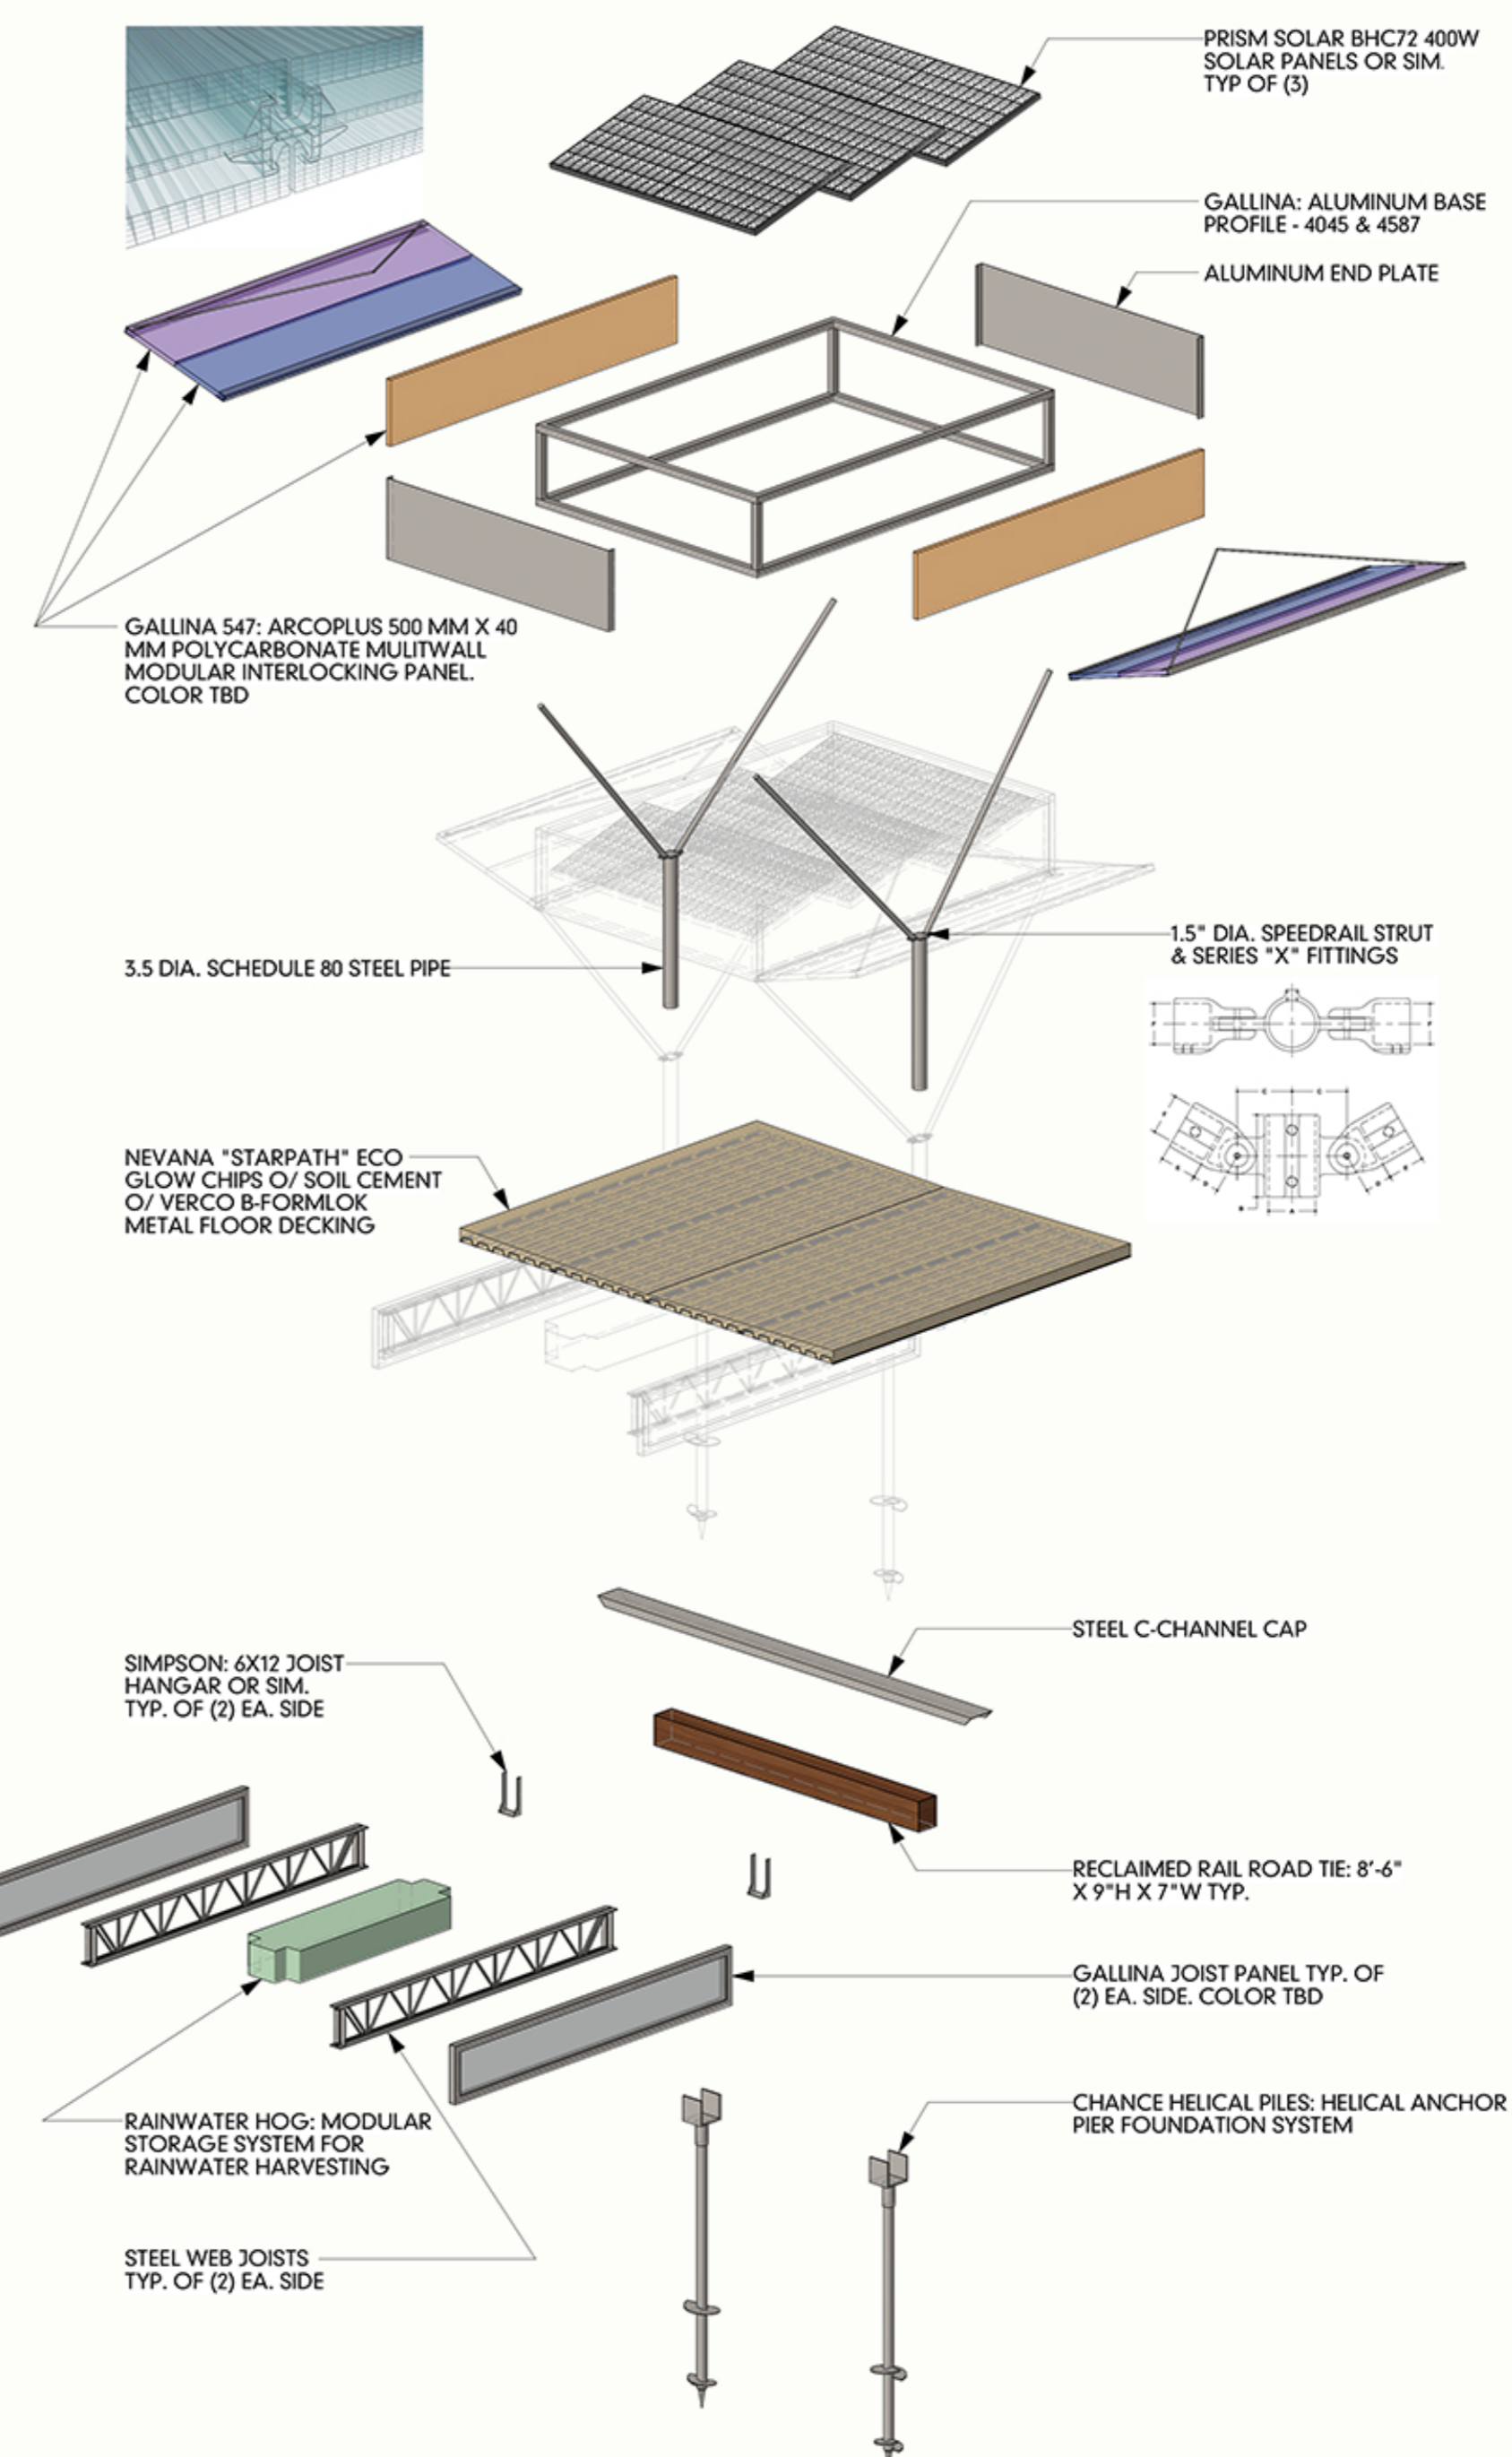 PRISM SOLAR BHC72 400W
SOLAR PANELS OR SIM.
TYP OF (3)
GALLINA: ALUMINUM BASE
PROFILE - 4045 & 4587
ALUMINUM END PLATE
GALLINA 547: ARCOPLUS 500 MM X 40
MM POLYCARBONATE MULITWALL
MODULAR INTERLOCKING PANEL.
COLOR TBD
3.5 DIA. SCHEDULE 80 STEEL PIPE
1.5" DIA. SPEEDRAIL STRUT
& SERIES "X" FITTINGS
NEVANA "STARPATH" ECO
GLOW CHIPS O/ SOIL CEMENT
O/ VERCO B-FORMLOK
METAL FLOOR DECKING
STEEL C-CHANNEL CAP
SIMPSON: 6X12 JOIST
HANGAR OR SIM.
TYP. OF (2) EA. SIDE
RECLAIMED RAIL ROAD TIE: 8'-6"
X 9"H X 7"W TYP.
GALLINA JOIST PANEL TYP. OF
(2) EA. SIDE. COLOR TBD
RAINWATER HOG: MODULAR
STORAGE SYSTEM FOR
RAINWATER HARVESTING
CHANCE HELICAL PILES: HELICAL ANCHOR
PIER FOUNDATION SYSTEM
STEEL WEB JOISTS
TYP. OF (2) EA. SIDE